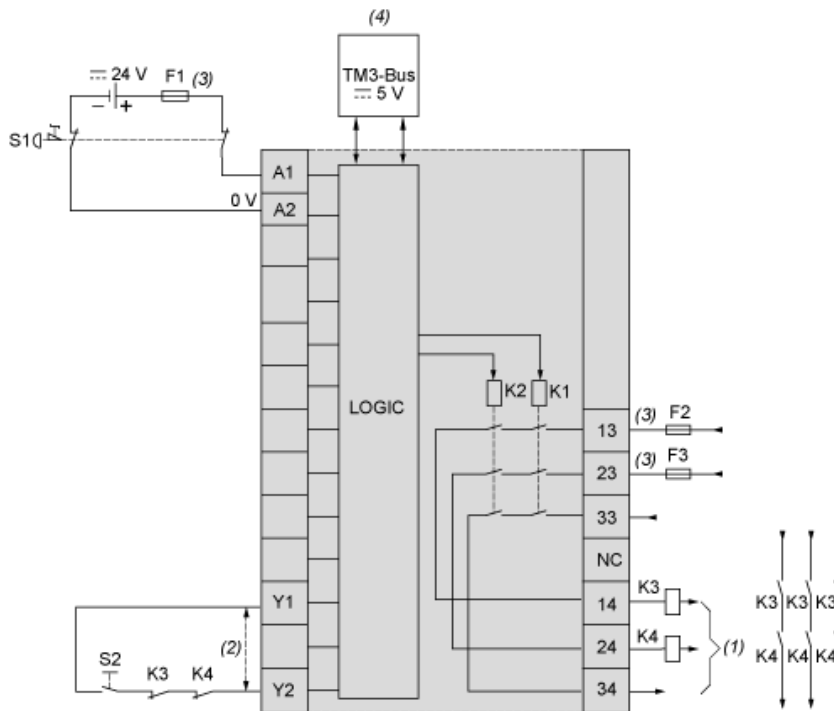 (4)
TM3-Bus
5 V
24 V
F1
(3)
S1
A1
0 V
A2
LOGIC
K2
K1
13
(3)
F2
23
(3)
F3
33
NC
Y1
14
K3
(2)
24
K4
(1)
S2
K3
K4
Y2
34
K3
K3
K3
K4
K4
K4